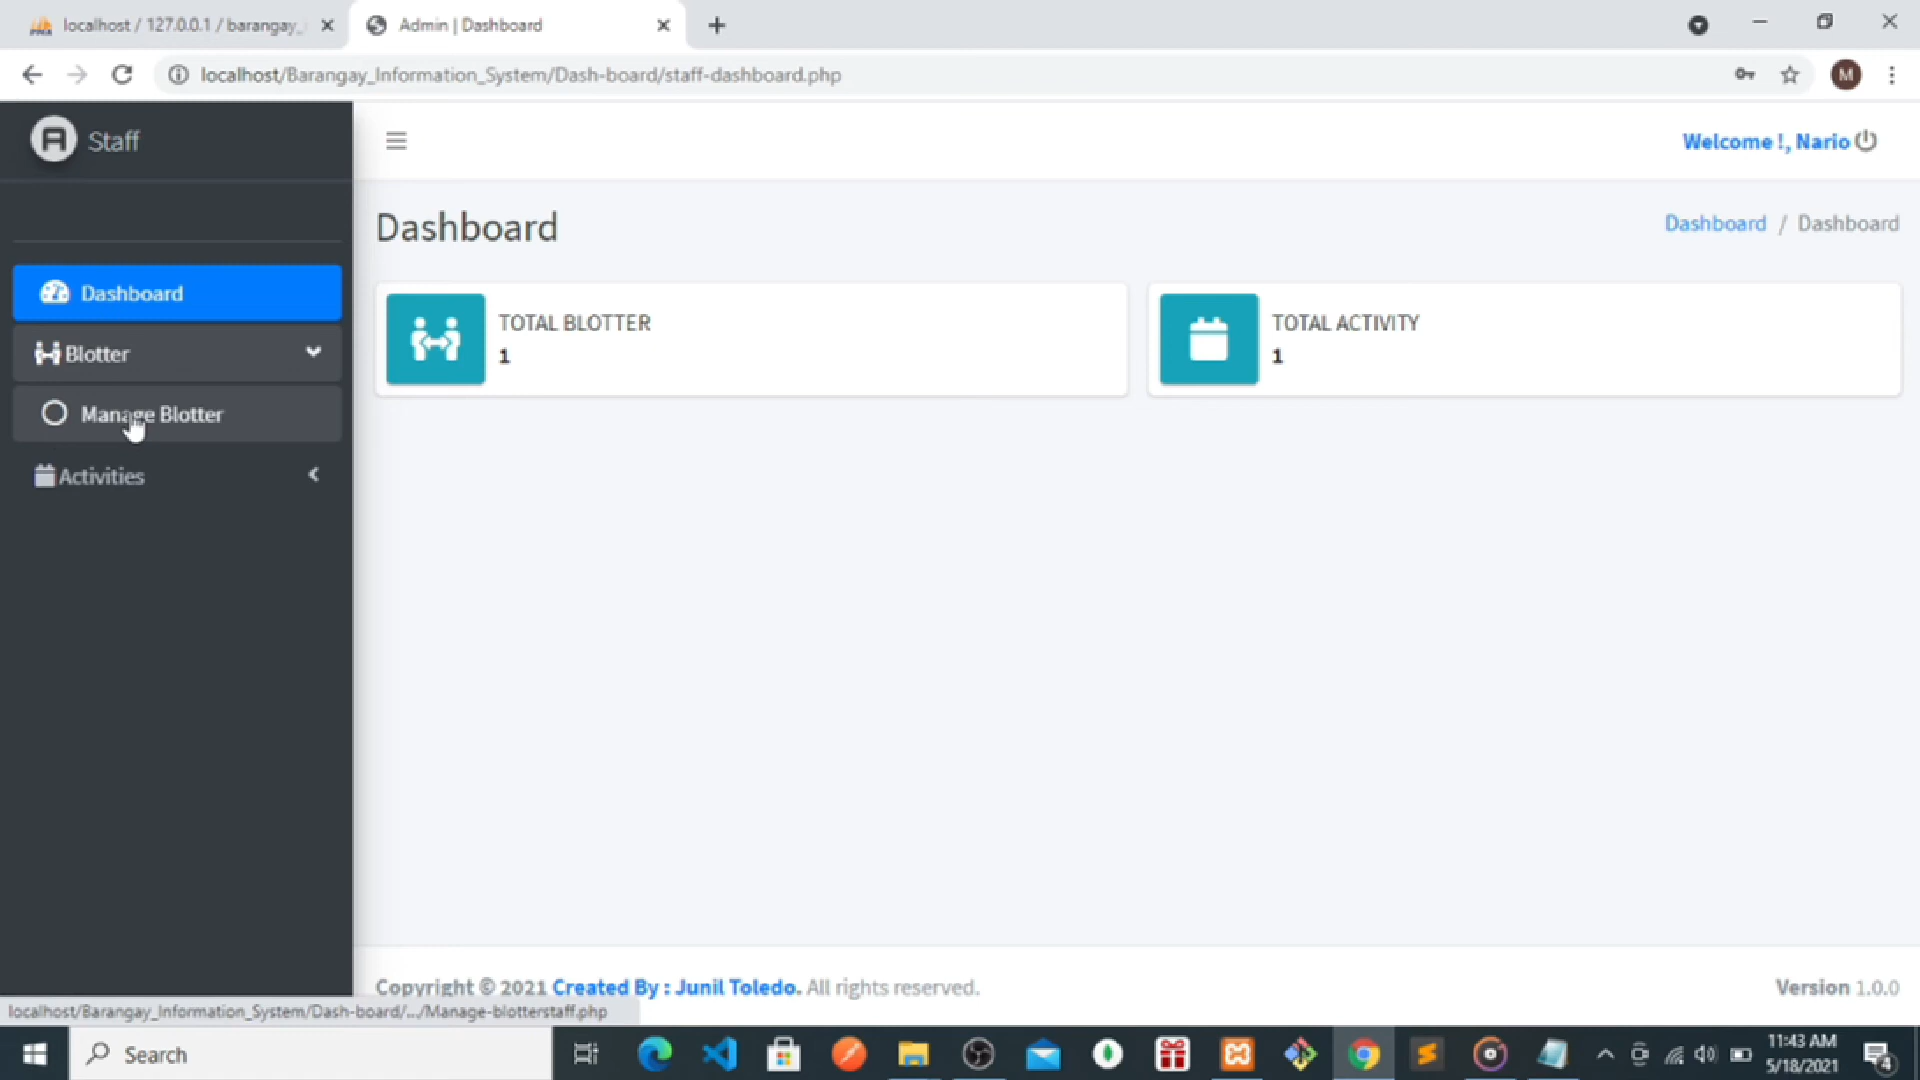 localhost / 127.0.0.1 / barangay_
Admin | Dashboard
localhost/Barangay_Information_System/Dash-board/staff-dashboard.php
M
Staff
Welcome !, Nario
Dashboard
Dashboard / Dashboard
Dashboard
Blotter
Manage Blotter
Activities
TOTAL BLOTTER
1
TOTAL ACTIVITY
1
Copyright © 2021 Created By : Junil Toledo. All rights reserved.
Version 1.0.0
localhost/Barangay_Information_System/Dash-board/.../Manage-blotterstaff.php
Search
11:43 AM
5/18/2021
4